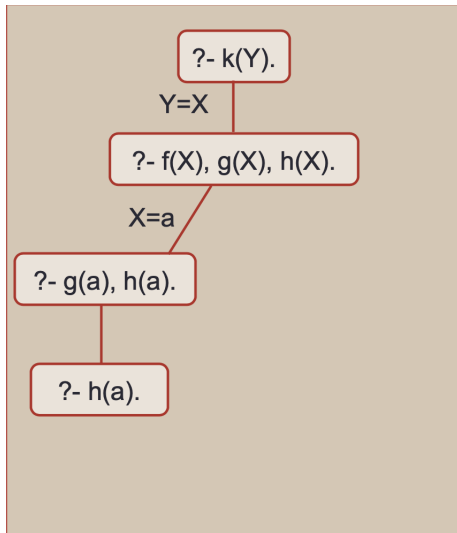 ?- k(Y).
Y=X
?- f(X), g(X), h(X).
X=a
?- g(a), h(a).
?- h(a).